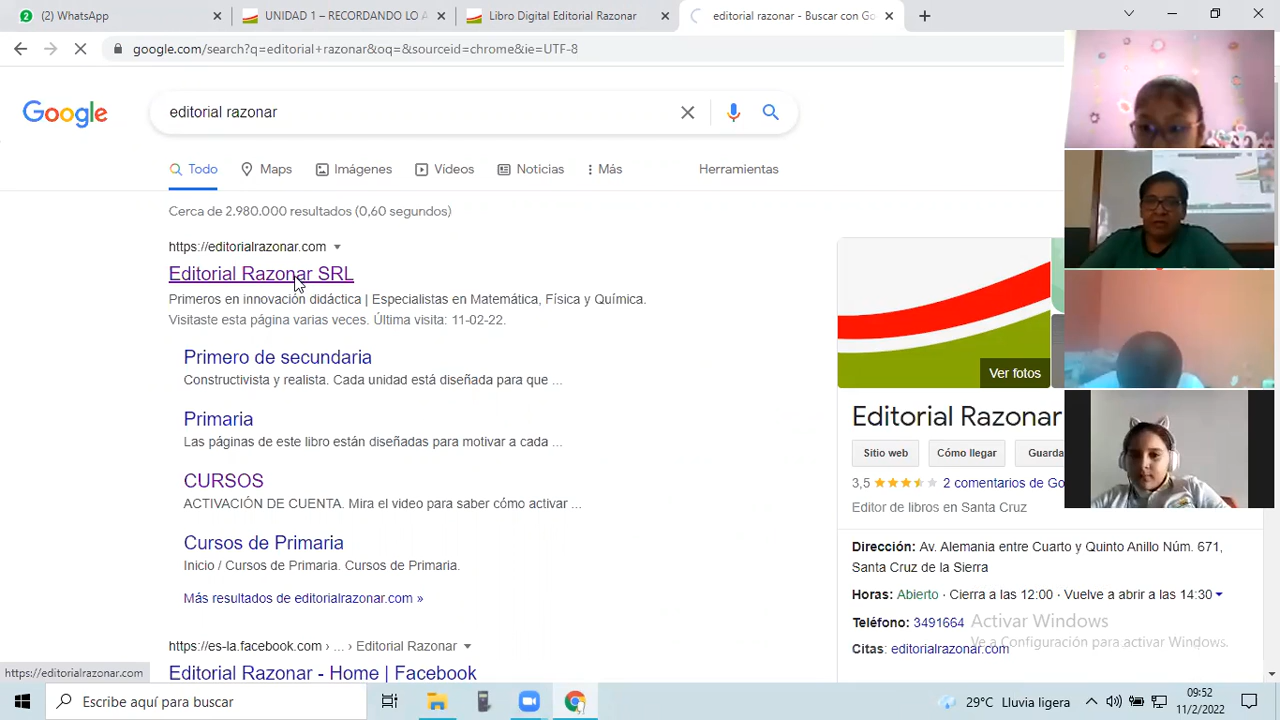 2
(2) WhatsApp
UNIDAD 1 – RECORDANDO LO A
Libro Digital Editorial Razonar
editorial razonar - Buscar con Go
google.com/search?q=editorial+razonar&oq=&sourceid=chrome&ie=UTF-8
Google
editorial razonar
Todo
Maps
Imágenes
Vídeos
Noticias
Más
Herramientas
Cerca de 2.980.000 resultados (0,60 segundos)
https://editorialrazonar.com
Editorial Razonar SRL
Primeros en innovación didáctica | Especialistas en Matemática, Física y Química.
Visitaste esta página varias veces. Última visita: 11-02-22.
Primero de secundaria
Constructivista y realista. Cada unidad está diseñada para que ...
Primaria
Las páginas de este libro están diseñadas para motivar a cada ...
CURSOS
ACTIVACIÓN DE CUENTA. Mira el video para saber cómo activar ...
Cursos de Primaria
Inicio / Cursos de Primaria. Cursos de Primaria.
Más resultados de editorialrazonar.com »
https://es-la.facebook.com › ... › Editorial Razonar
Editorial Razonar - Home | Facebook
Ver fotos
Editorial Razonar
Sitio web
Cómo llegar
Guarda
3,5
2 comentarios de Go
Editor de libros en Santa Cruz
Dirección: Av. Alemania entre Cuarto y Quinto Anillo Núm. 671,
Santa Cruz de la Sierra
Horas: Abierto · Cierra a las 12:00 · Vuelve a abrir a las 14:30
Teléfono: 3491664
Citas: editorialrazonar.com
Activar Windows
Ve a Configuración para activar Windows.
https://editorialrazonar.com
Escribe aquí para buscar
29°C Lluvia ligera
09:52
11/2/2022